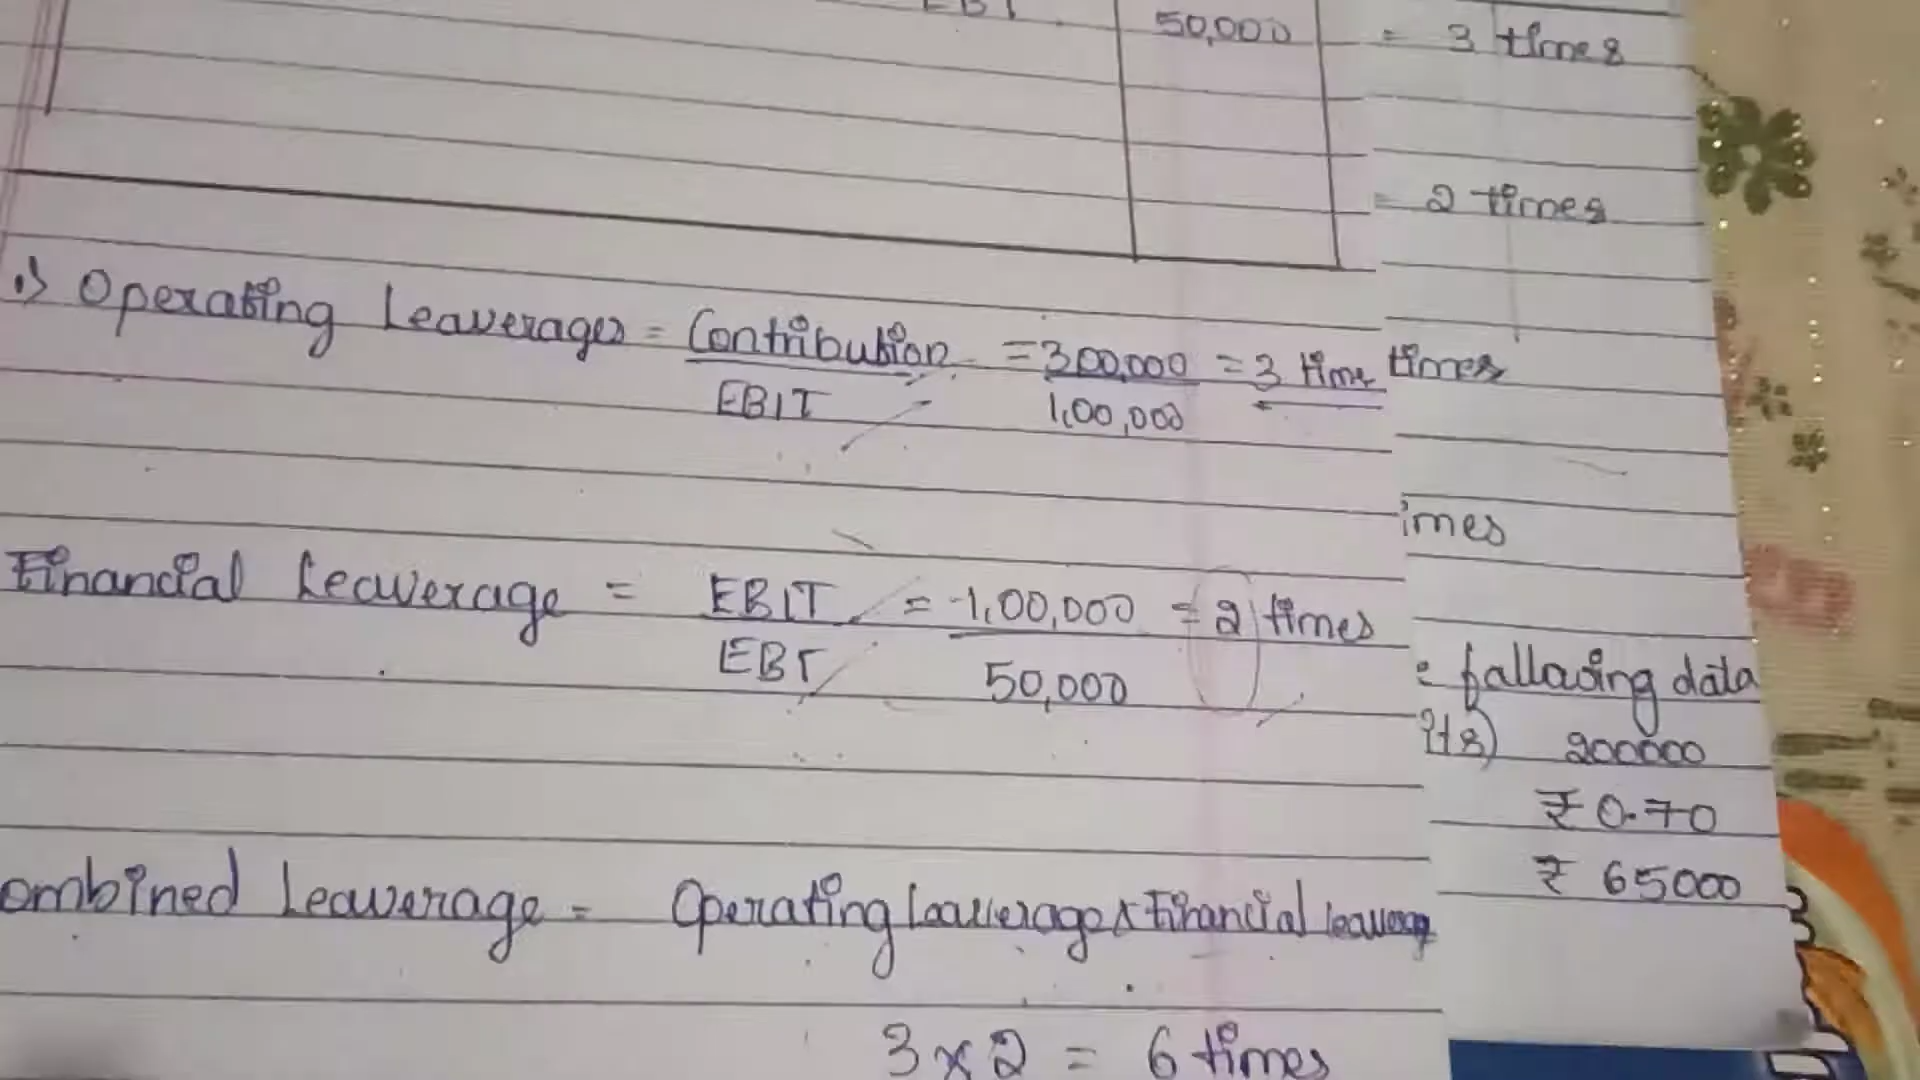 EBT 50,000
= 3 times
= 2 times
1) Operating Leaverages = Contribution = 300,000 = 3 time
EBIT 1,00,000
times
imes
Financial Leaverage = EBIT = 1,00,000 = 2 times
EBT 50,000
fallowing data
200000
₹ 0.70
₹ 65000
ombined Leaverage = Operating Leaverage x Financial leaverag
3 x 2 = 6 times